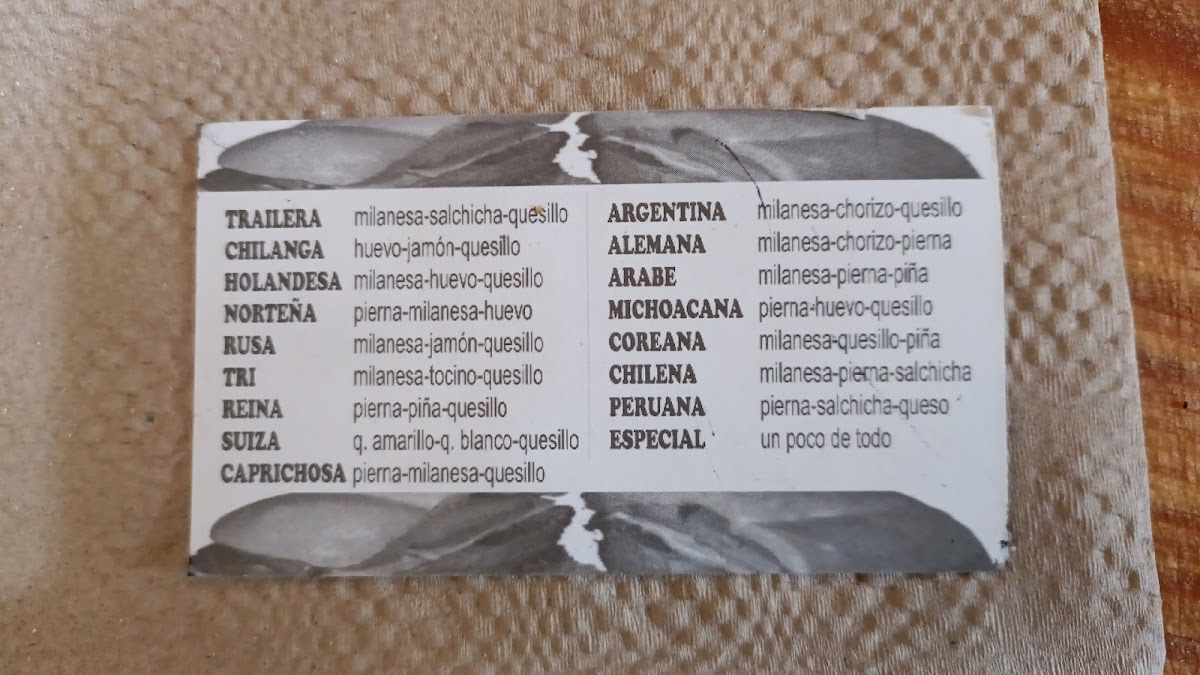 TRAILERA milanesa-salchicha-quesillo
CHILANGA huevo-jamón-quesillo
HOLANDESA milanesa-huevo-quesillo
NORTEÑA pierna-milanesa-huevo
RUSA milanesa-jamón-quesillo
TRI milanesa-tocino-quesillo
REINA pierna-piña-quesillo
SUIZA q. amarillo-q. blanco-quesillo
CAPRICHOSA pierna-milanesa-quesillo
ARGENTINA milanesa-chorizo-quesillo
ALEMANA milanesa-chorizo-pierna
ARABE milanesa-pierna-piña
MICHOACANA pierna-huevo-quesillo
COREANA milanesa-quesillo-piña
CHILENA milanesa-pierna-salchicha
PERUANA pierna-salchicha-queso
ESPECIAL un poco de todo